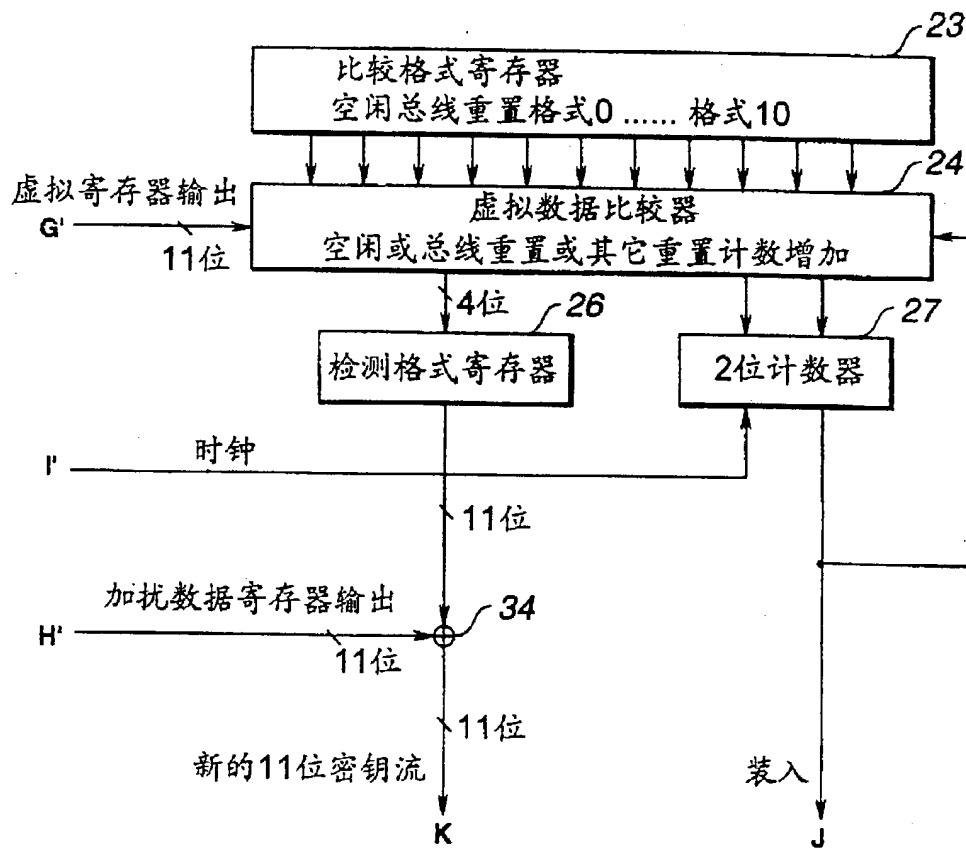 23
比较格式寄存器
空闲总线重置格式0 ...... 格式10
24
虚拟寄存器输出
G'
11位
虚拟数据比较器
空闲或总线重置或其它重置计数增加
4位
26
27
检测格式寄存器
2位计数器
时钟
I'
11位
加扰数据寄存器输出
34
H'
11位
11位
新的11位密钥流
装入
K
J